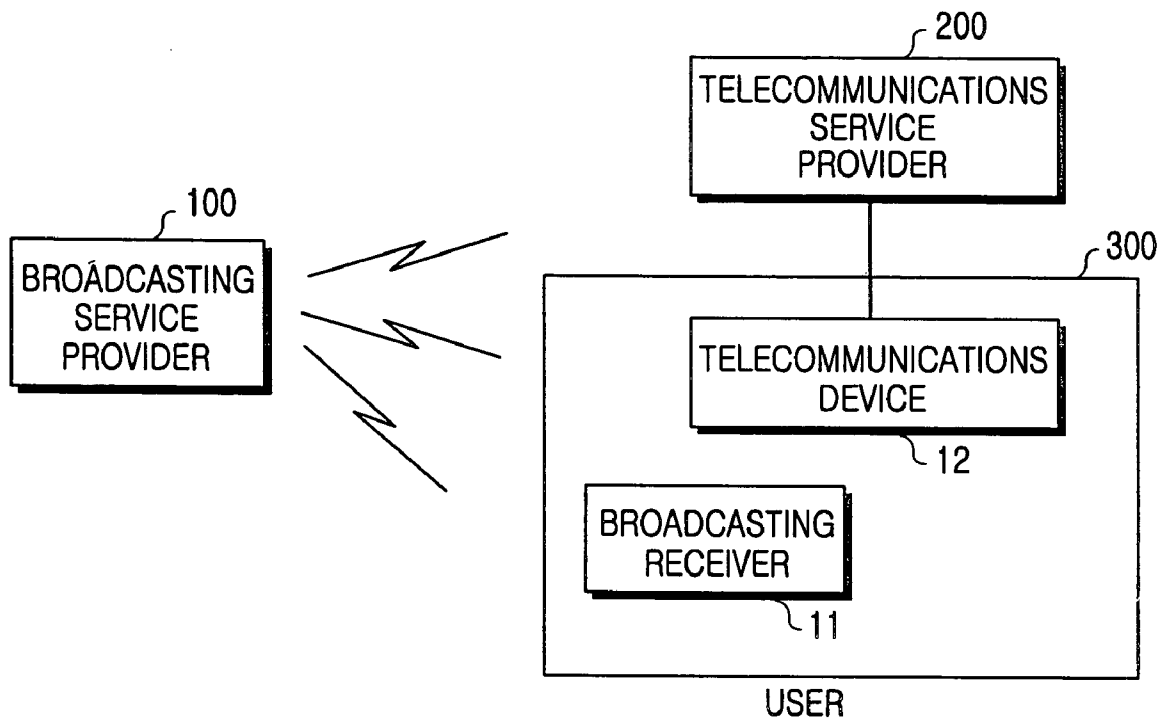 200
TELECOMMUNICATIONS
SERVICE
PROVIDER
100
BROADCASTING
SERVICE
PROVIDER
300
TELECOMMUNICATIONS
DEVICE
12
BROADCASTING
RECEIVER
11
USER